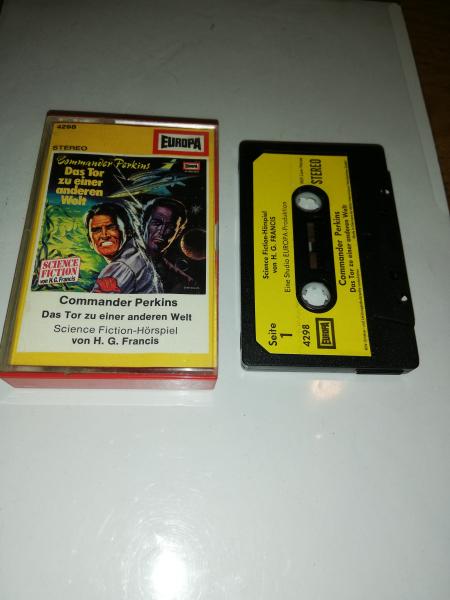 4298
EUROPA
STEREO
Commander Perkins
Das Tor
zu einer
anderen
Welt
SCIENCE
FICTION
von H.G. Francis
Commander Perkins
Das Tor zu einer anderen Welt
Science Fiction-Hörspiel
von H. G. Francis
Science Fiction-Hörspiel
von H. G. FRANCIS
Eine Studio EUROPA-Produktion
STEREO
Seite
1
4298
EUROPA
Commander Perkins
Das Tor zu einer anderen Welt